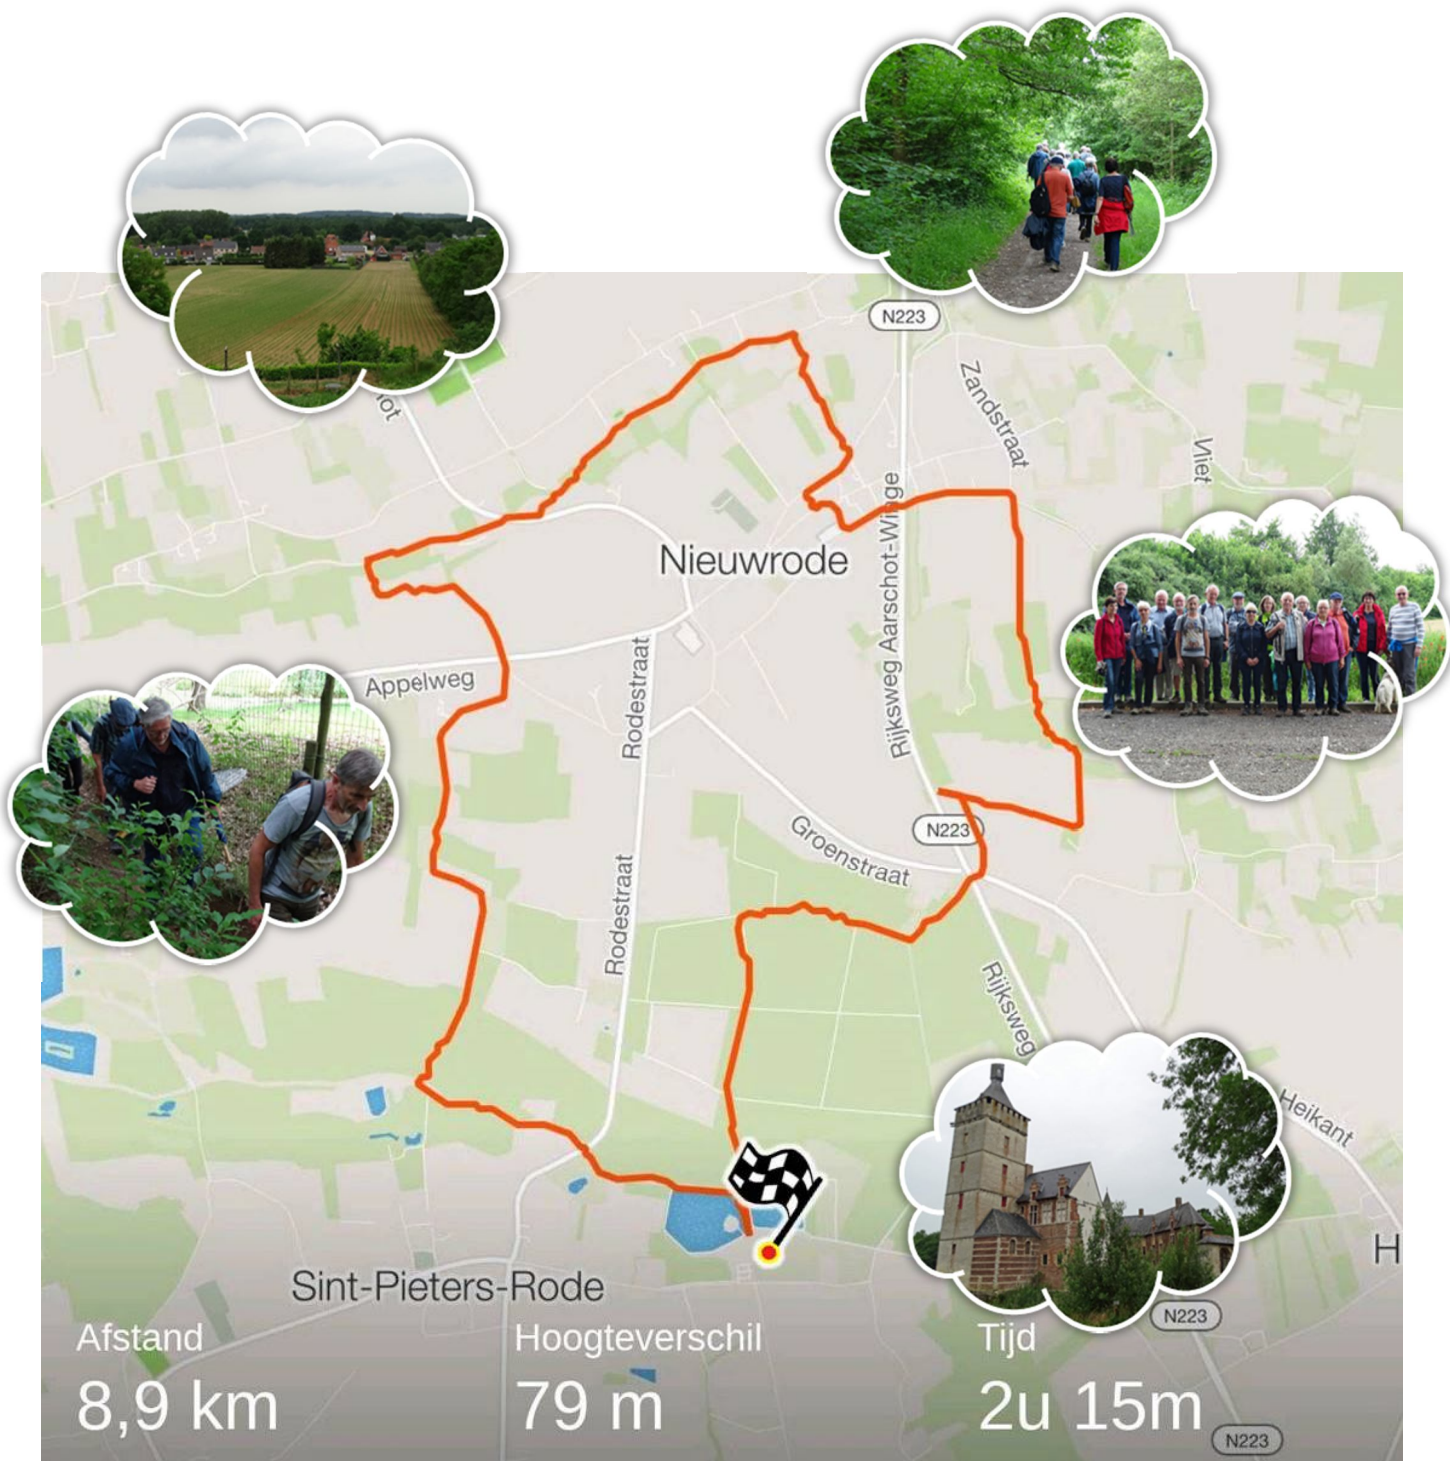 N223
Zandstraat
Vliet
Nieuwrode
Rijksweg Aarschot-Winge
Rodestraat
Appelweg
N223
Groenstraat
Rodestraat
Rijksweg
Heikant
H
Sint-Pieters-Rode
N223
Afstand
Hoogteverschil
Tijd
8,9 km
79 m
2u 15m
N223